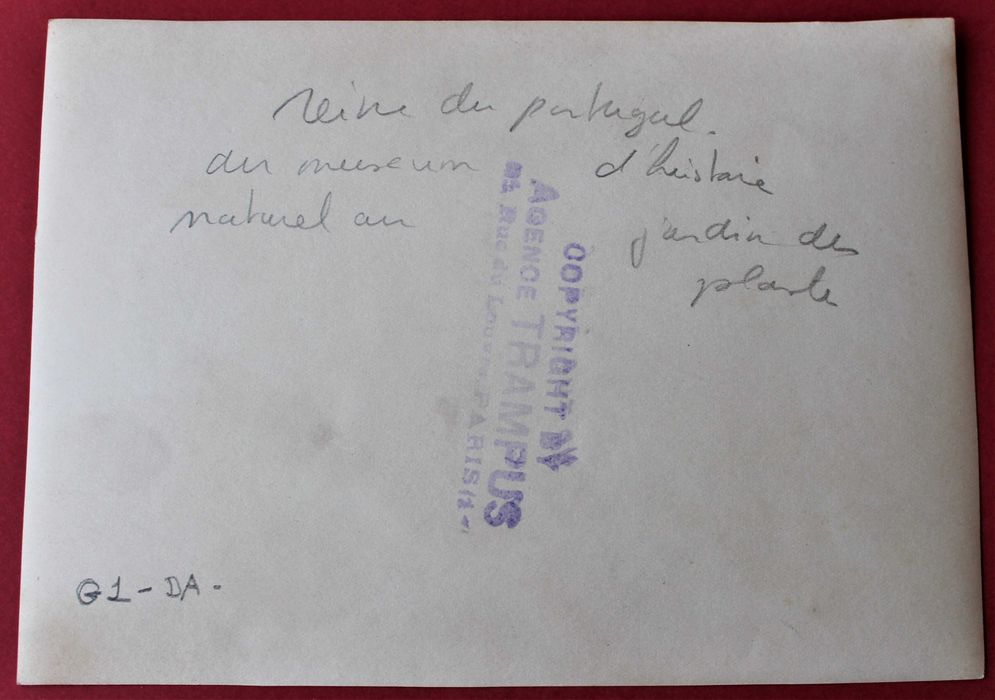 reine du portugal.
au museum d'histoire
naturel au jardin des
plante
COPYRIGHT BY
AGENCE TRAMPUS
Rue du Louvre-PARIS
G1-DA-